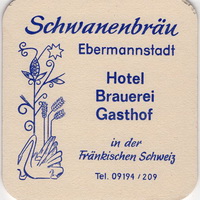 Schwanenbräu
Ebermannstadt
Hotel
Brauerei
Gasthof
in der
Fränkischen Schweiz
Tel. 09194/209